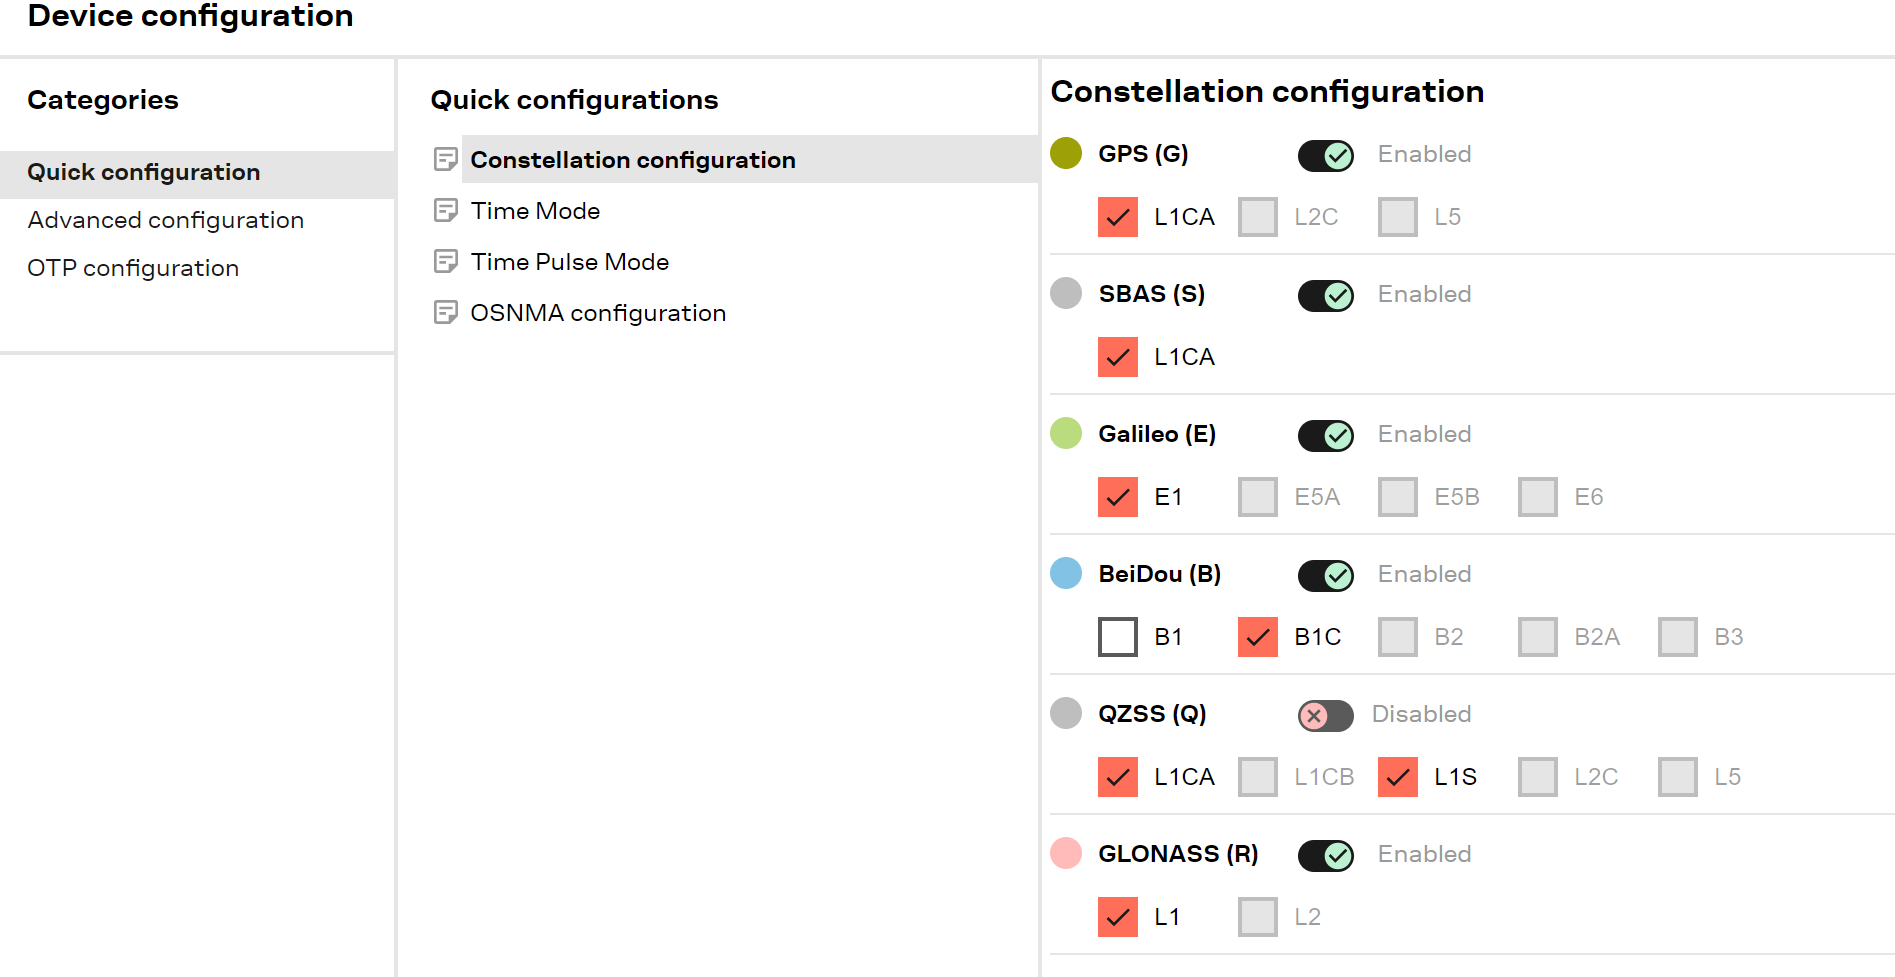 Device configuration
Categories
Quick configuration
Advanced configuration
OTP configuration
Quick configurations
Constellation configuration
Time Mode
Time Pulse Mode
OSNMA configuration
Constellation configuration
GPS (G) Enabled
L1CA L2C L5
SBAS (S) Enabled
L1CA
Galileo (E) Enabled
E1 E5A E5B E6
BeiDou (B) Enabled
B1 B1C B2 B2A B3
QZSS (Q) Disabled
L1CA L1CB L1S L2C L5
GLONASS (R) Enabled
L1 L2